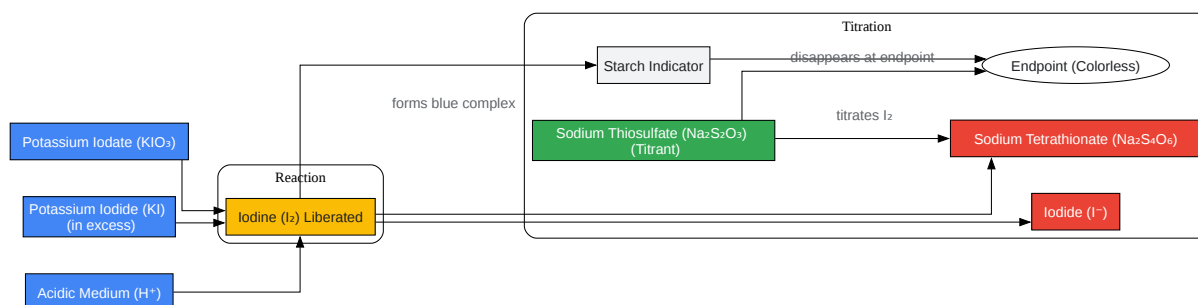 Titration
Starch Indicator
disappears at endpoint
Endpoint (Colorless)
forms blue complex
Potassium Iodate (KIO₃)
Sodium Thiosulfate (Na₂S₂O₃)
(Titrant)
titrates I₂
Sodium Tetrathionate (Na₂S₄O₆)
Reaction
Potassium Iodide (KI)
(in excess)
Iodine (I₂) Liberated
Iodide (I⁻)
Acidic Medium (H⁺)